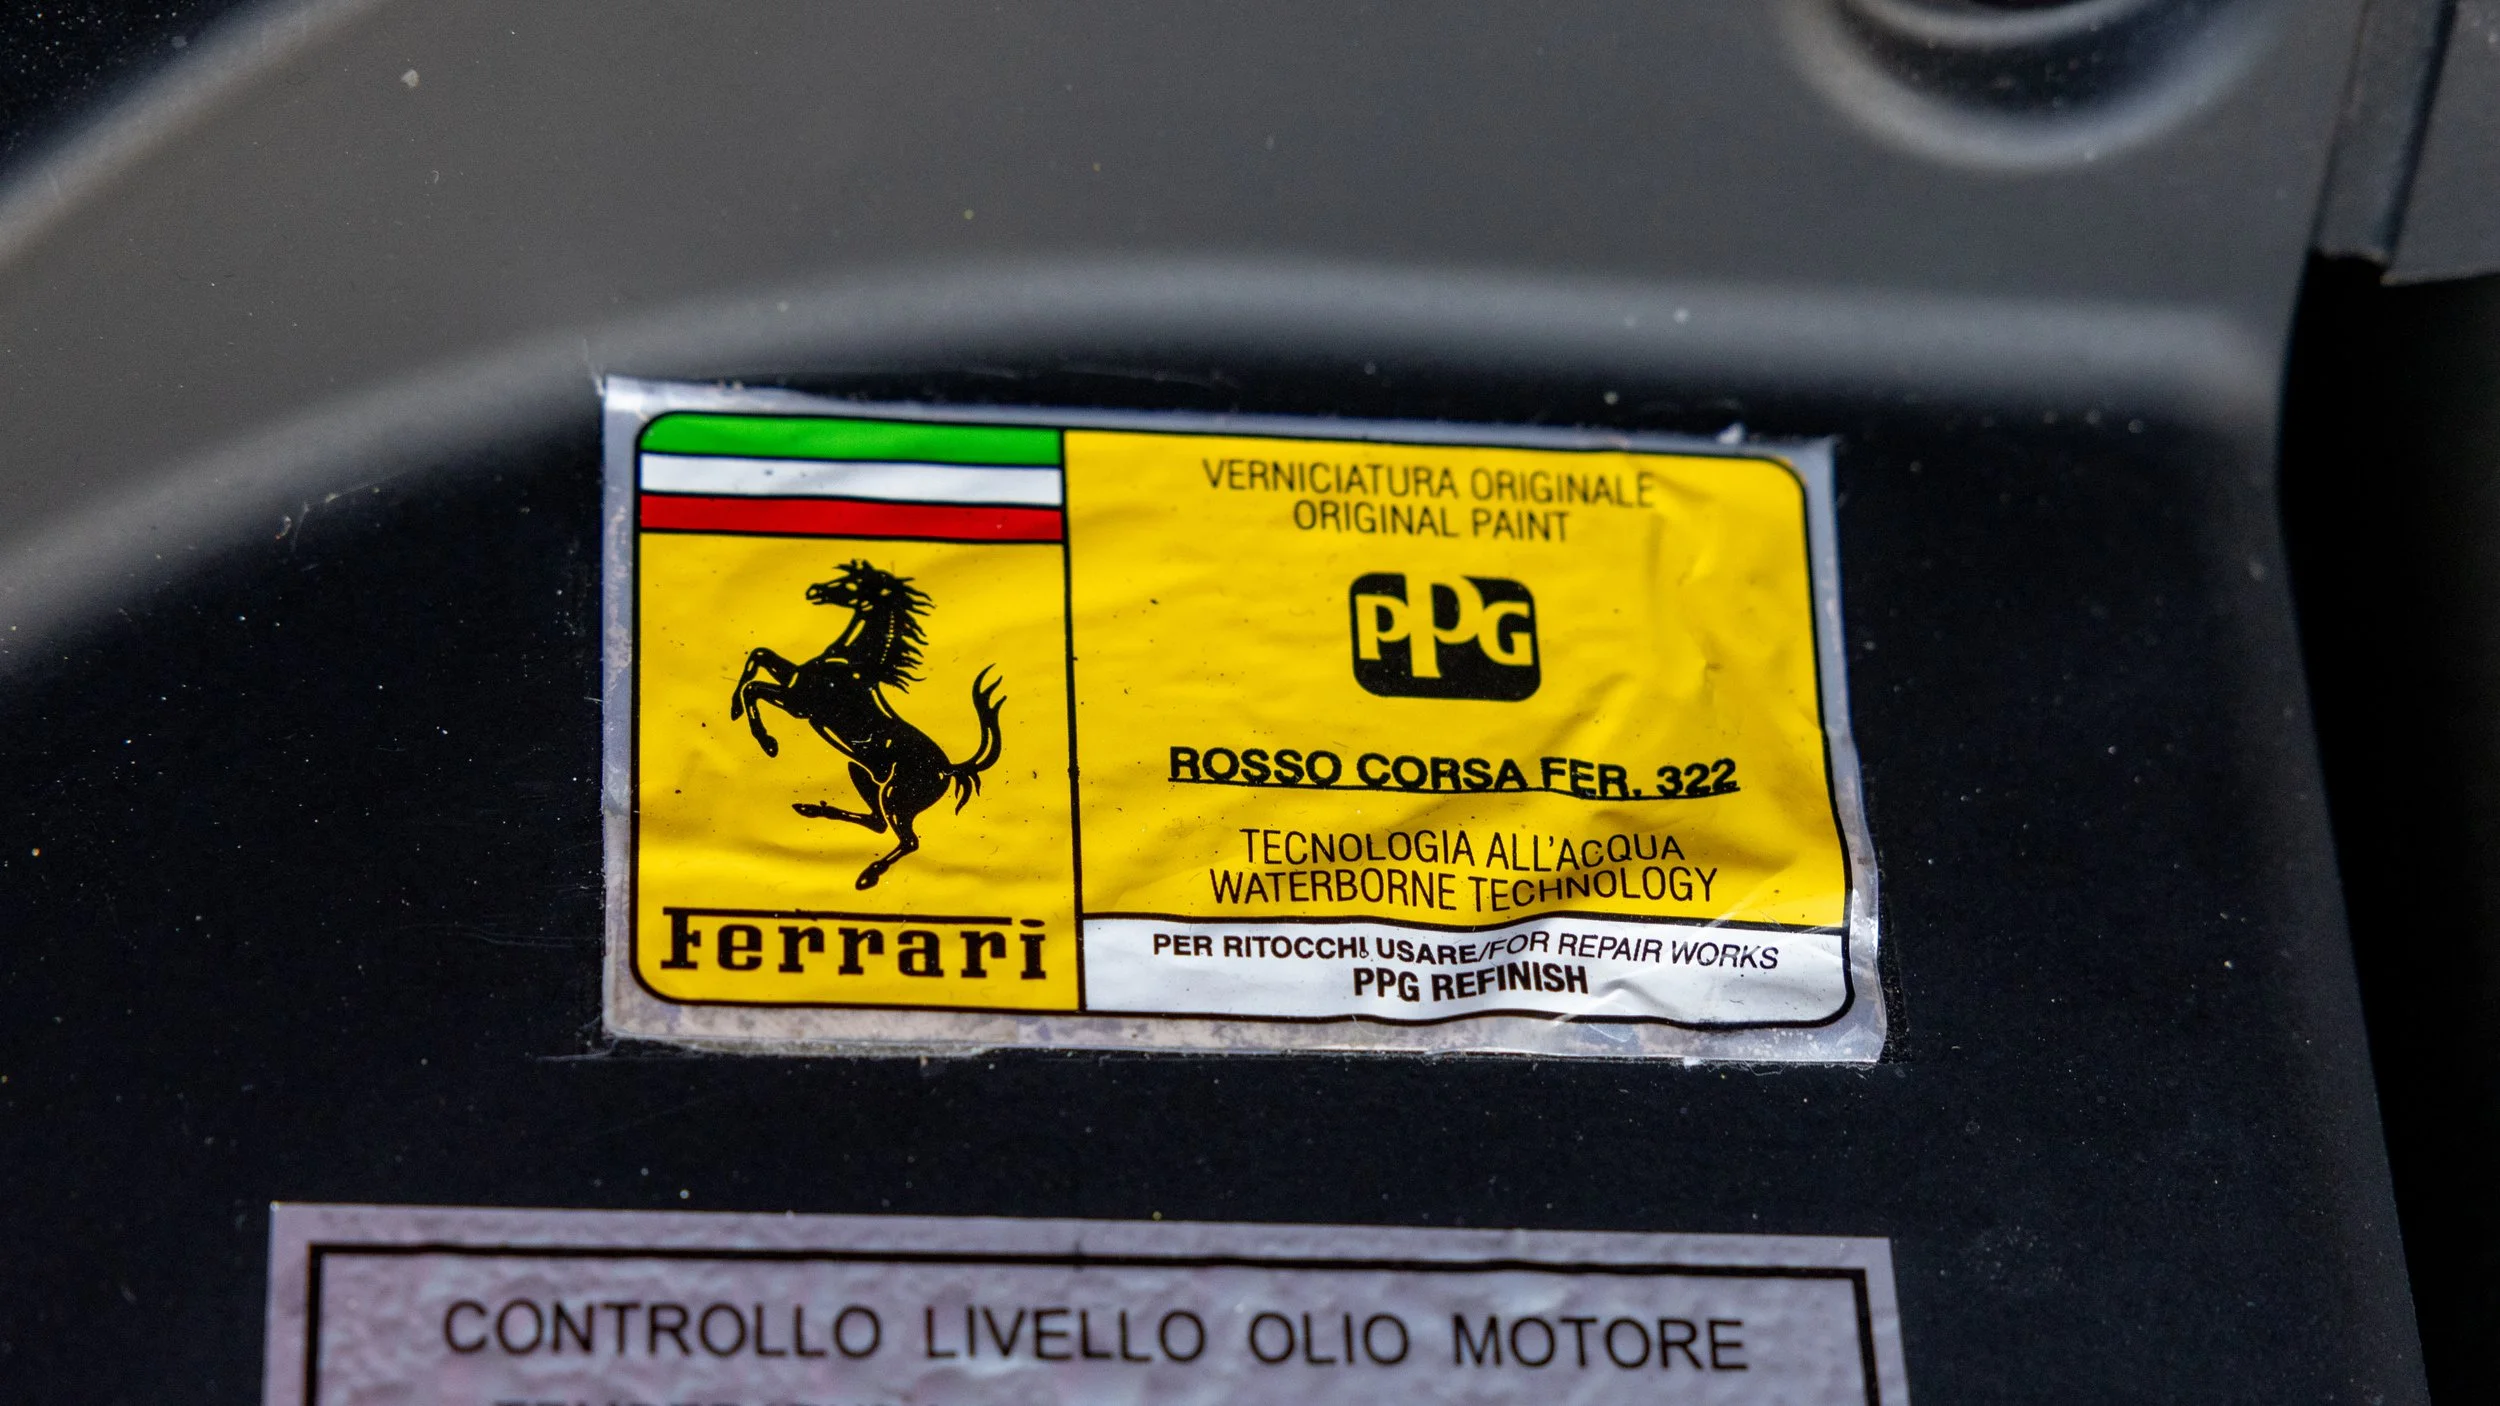 VERNICIATURA ORIGINALE
ORIGINAL PAINT
PPG
ROSSO CORSA FER. 322
TECNOLOGIA ALL'ACQUA
WATERBORNE TECHNOLOGY
Ferrari
PER RITOCCHI USARE/FOR REPAIR WORKS
PPG REFINISH
CONTROLLO LIVELLO OLIO MOTORE